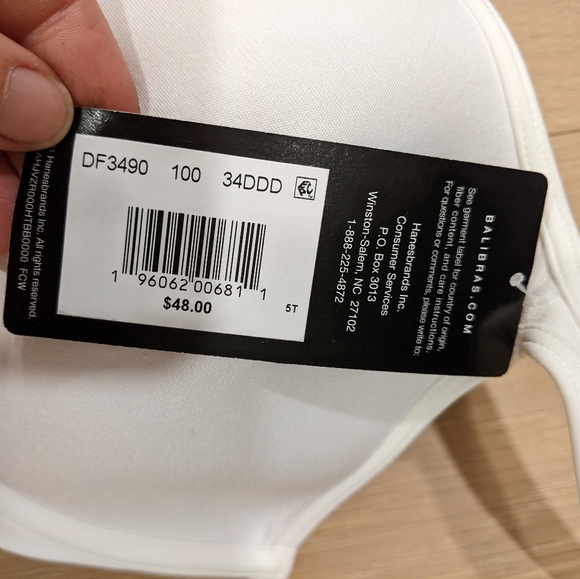 DF3490 100 34DDD
1 96062 00681 1
$48.00
5T
BALIBRAS.COM
See garment label for country of origin,
fiber content, and care instructions.
For questions or comments, please write to:
Hanesbrands Inc.
Consumer Services
P.O. Box 3013
Winston-Salem, NC 27102
1-888-225-4872
Hanesbrands Inc. All rights reserved.
FCW